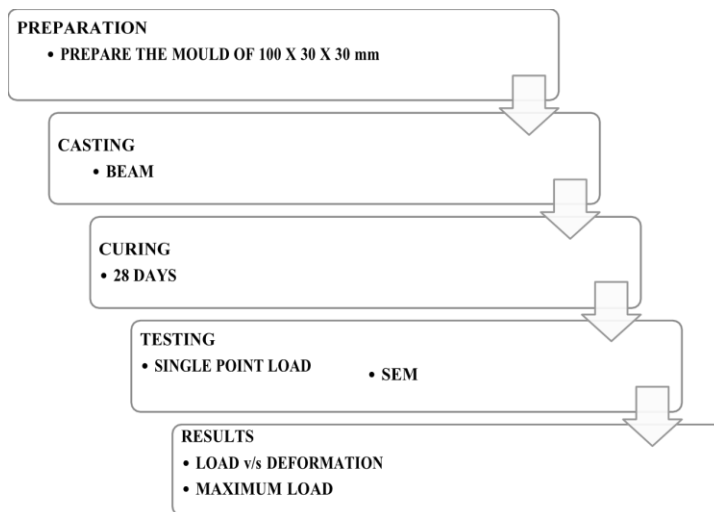 PREPARATION
• PREPARE THE MOULD OF 100 X 30 X 30 mm
CASTING
• BEAM
CURING
• 28 DAYS
TESTING
• SINGLE POINT LOAD
• SEM
RESULTS
• LOAD v/s DEFORMATION
• MAXIMUM LOAD